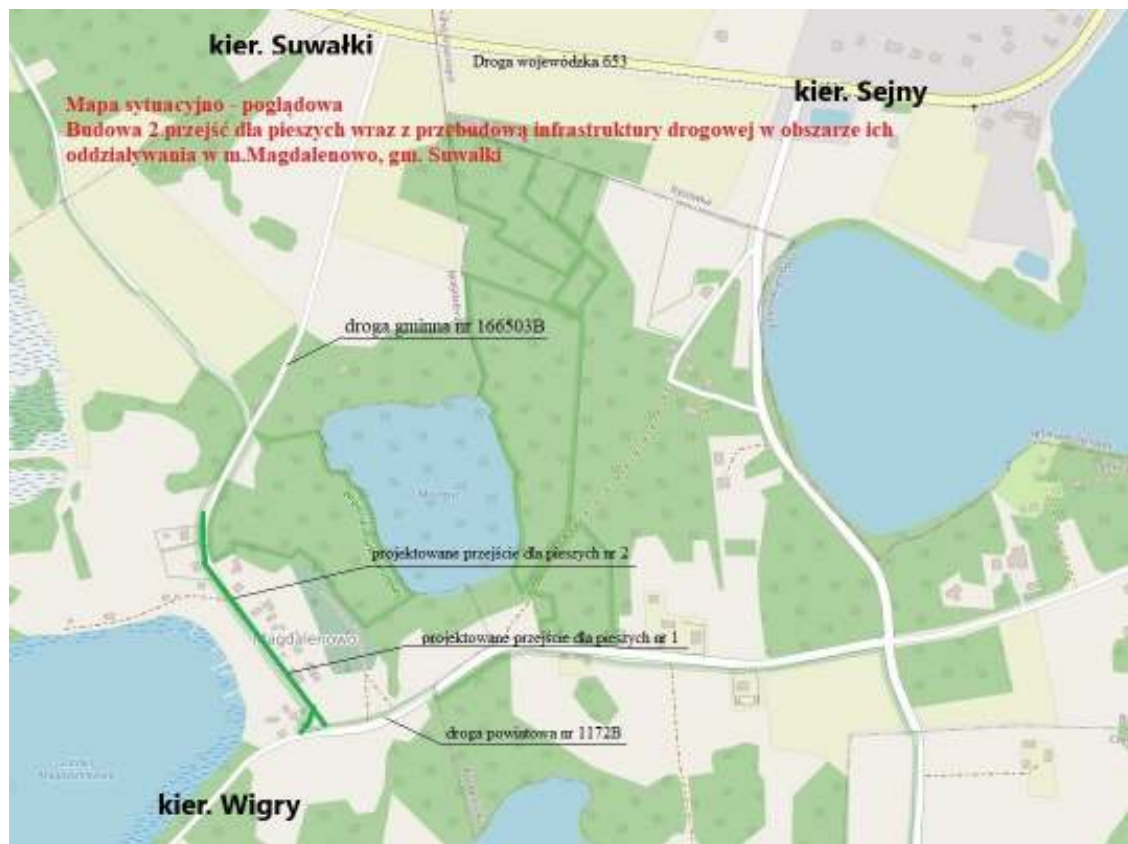 kier. Suwałki
Droga wojewódzka 653
kier. Sejny
Mapa sytuacyjno - poglądowa
Budowa 2 przejść dla pieszych wraz z przebudową infrastruktury drogowej w obszarze ich
oddziaływania w m.Magdalenowo, gm. Suwałki
droga gminna nr 166503B
projektowane przejście dla pieszych nr 2
Magdalenowo
projektowane przejście dla pieszych nr 1
droga powiatowa nr 1172B
kier. Wigry